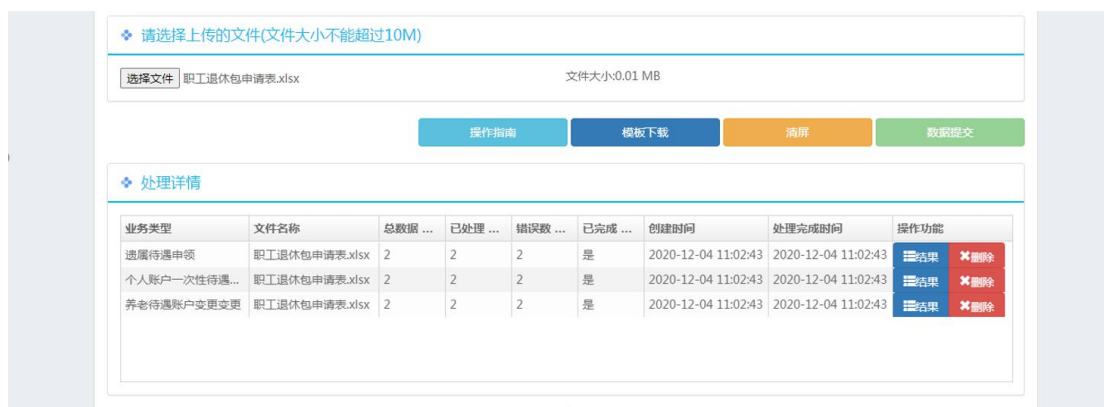 请选择上传的文件(文件大小不能超过10M)
选择文件 职工退休包申请表.xlsx 文件大小:0.01 MB
操作指南 模板下载 清屏 数据提交
处理详情
业务类型 文件名称 总数据 ... 已处理 ... 错误数 ... 已完成 ... 创建时间 处理完成时间 操作功能
遗属待遇申领 职工退休包申请表.xlsx 2 2 2 是 2020-12-04 11:02:43 2020-12-04 11:02:43 结果 删除
个人账户一次性待遇... 职工退休包申请表.xlsx 2 2 2 是 2020-12-04 11:02:43 2020-12-04 11:02:43 结果 删除
养老待遇账户变更变更 职工退休包申请表.xlsx 2 2 2 是 2020-12-04 11:02:43 2020-12-04 11:02:43 结果 删除